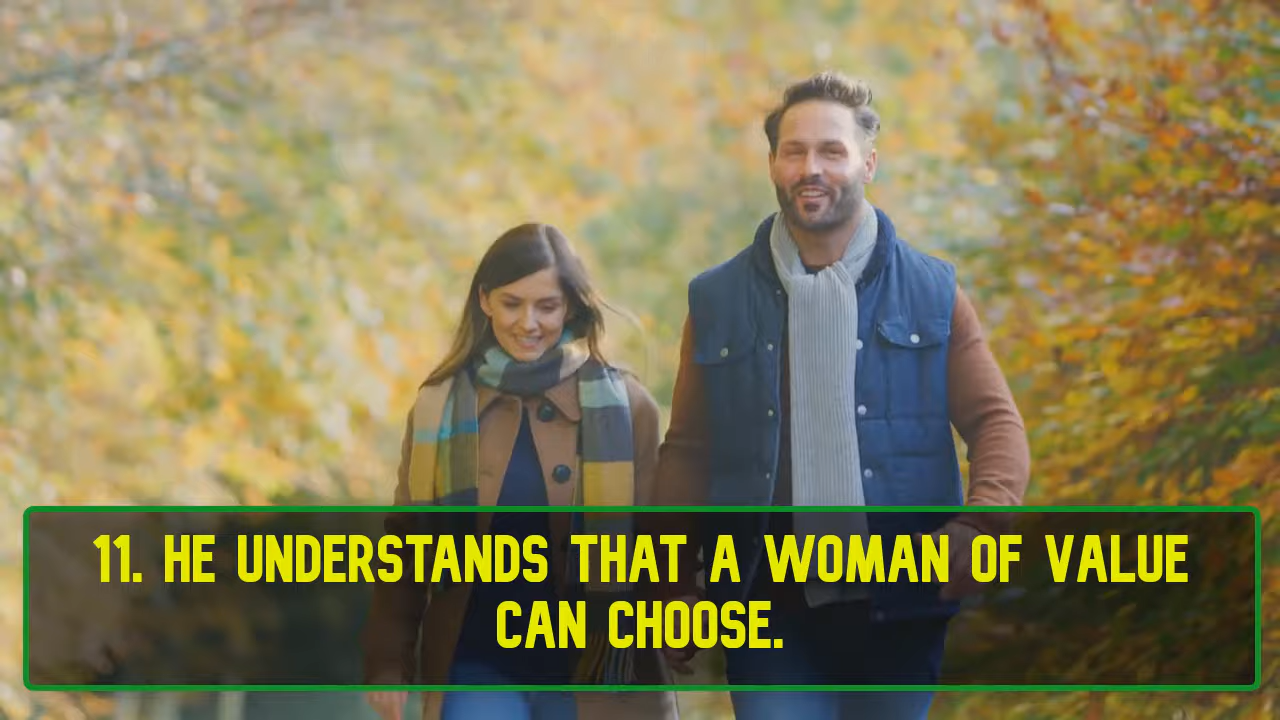 11. HE UNDERSTANDS THAT A WOMAN OF VALUE
CAN CHOOSE.